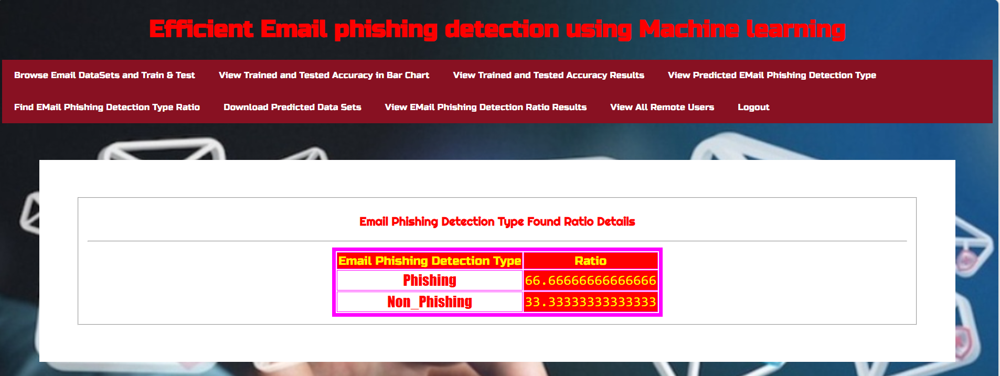 Efficient Email phishing detection using Machine learning
Browse Email DataSets and Train & Test View Trained and Tested Accuracy in Bar Chart View Trained and Tested Accuracy Results View Predicted EMail Phishing Detection Type
Find EMail Phishing Detection Type Ratio Download Predicted Data Sets View EMail Phishing Detection Ratio Results View All Remote Users Logout
Email Phishing Detection Type Found Ratio Details
Email Phishing Detection Type Ratio
Phishing 66.66666666666666
Non_Phishing 33.33333333333333